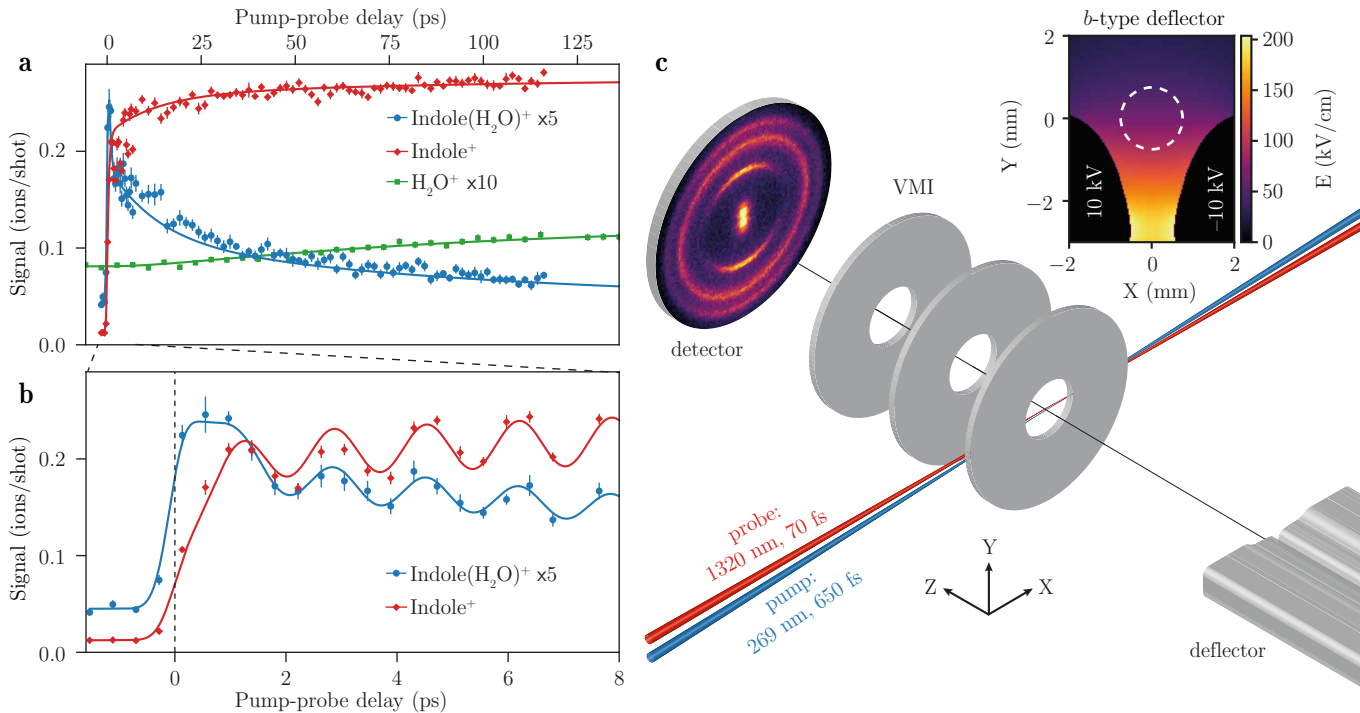 Pump-probe delay (ps)
0 25 50 75 100 125
a
Signal (ions/shot)
0.2
0.1
0.0
Indole(H₂O)⁺ x5
Indole⁺
H₂O⁺ x10
b
Signal (ions/shot)
0.2
0.1
0.0
Indole(H₂O)⁺ x5
Indole⁺
0 2 4 6 8
Pump-probe delay (ps)
c
b-type deflector
2
0
−2
Y (mm)
10 kV
−10 kV
−2 0 2
X (mm)
200
150
100
50
0
E (kV/cm)
VMI
detector
probe:
1320 nm, 70 fs
pump:
269 nm, 650 fs
Y
Z
X
deflector